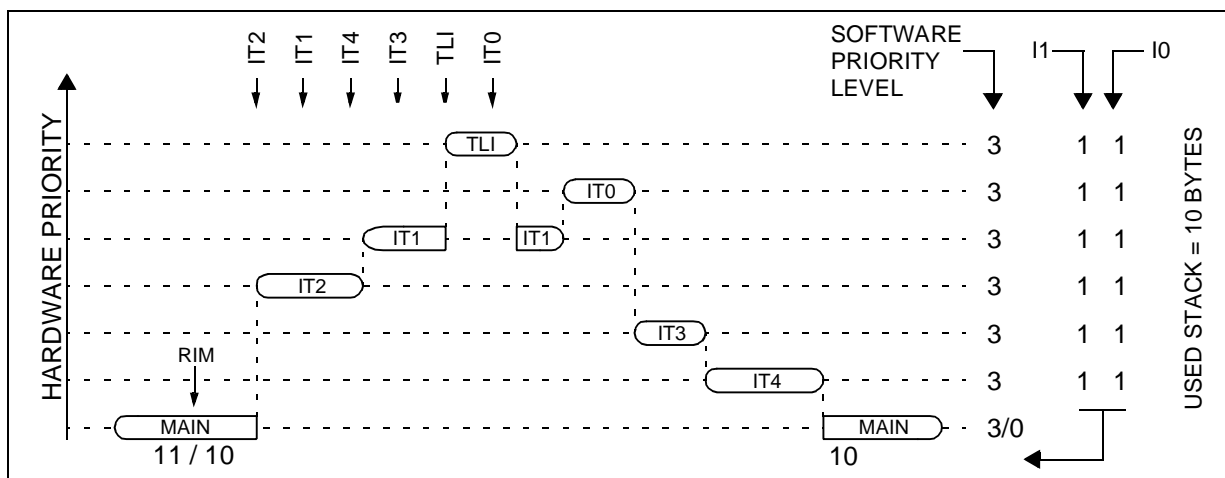 IT2
IT1
IT4
IT3
TLI
IT0
SOFTWARE
PRIORITY
LEVEL
I1
I0
HARDWARE PRIORITY
USED STACK = 10 BYTES
TLI
3 1 1
IT0
3 1 1
IT1
IT1
3 1 1
IT2
3 1 1
RIM
IT3
3 1 1
IT4
3 1 1
MAIN
MAIN
3/0
11 / 10
10